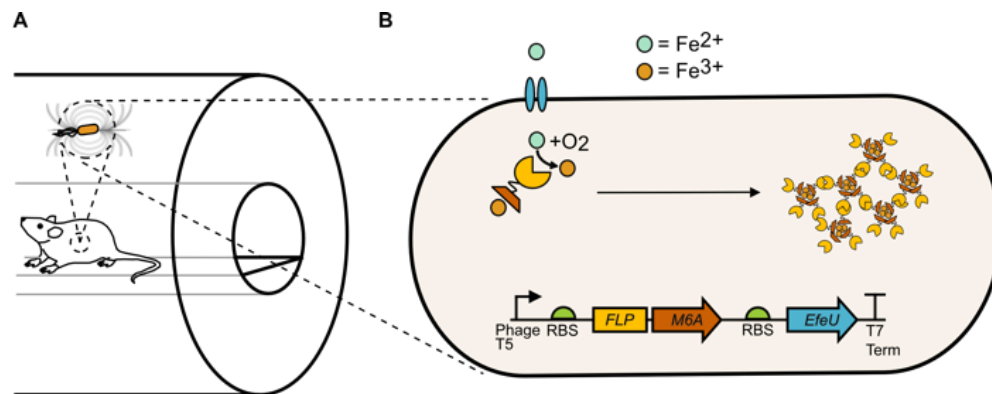 A
B
= Fe2+
= Fe3+
+O2
Phage
T5
RBS
FLP
M6A
RBS
EfeU
T7
Term